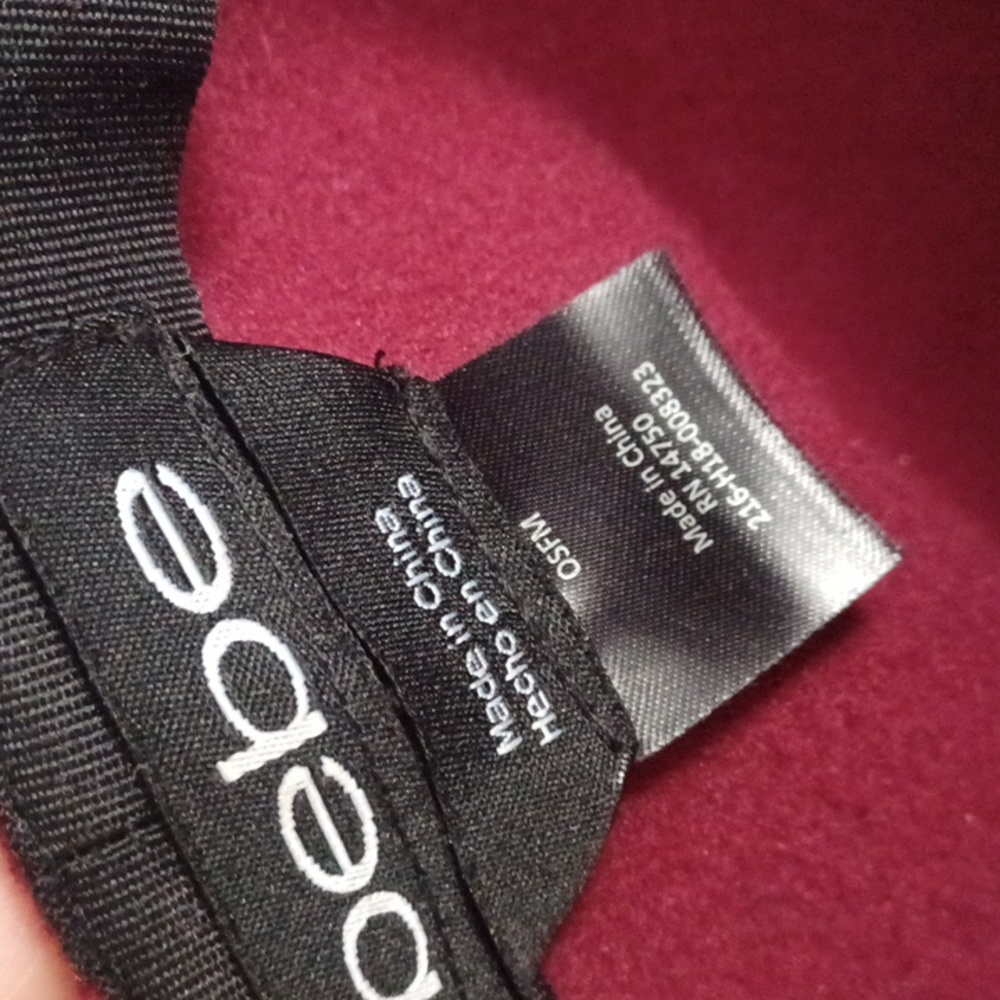 bebe
Made in China
Hecho en China
OSFM
Made in China
RN 14750
216-H18-008323